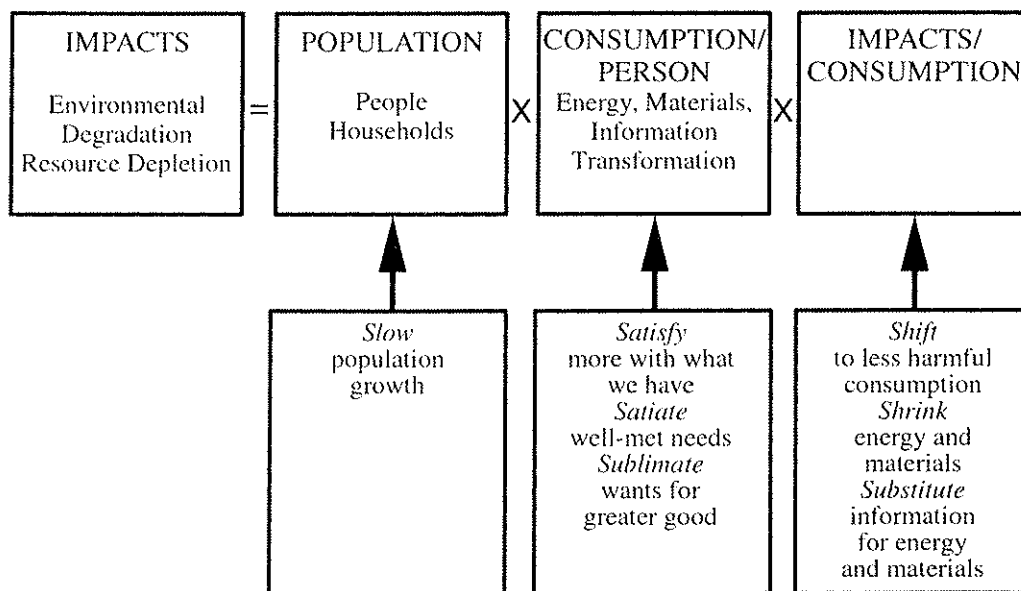 IMPACTS
Environmental
Degradation
Resource Depletion
=
POPULATION
People
Households
X
CONSUMPTION/
PERSON
Energy, Materials,
Information
Transformation
X
IMPACTS/
CONSUMPTION
Slow
population
growth
Satisfy
more with what
we have
Satiate
well-met needs
Sublimate
wants for
greater good
Shift
to less harmful
consumption
Shrink
energy and
materials
Substitute
information
for energy
and materials